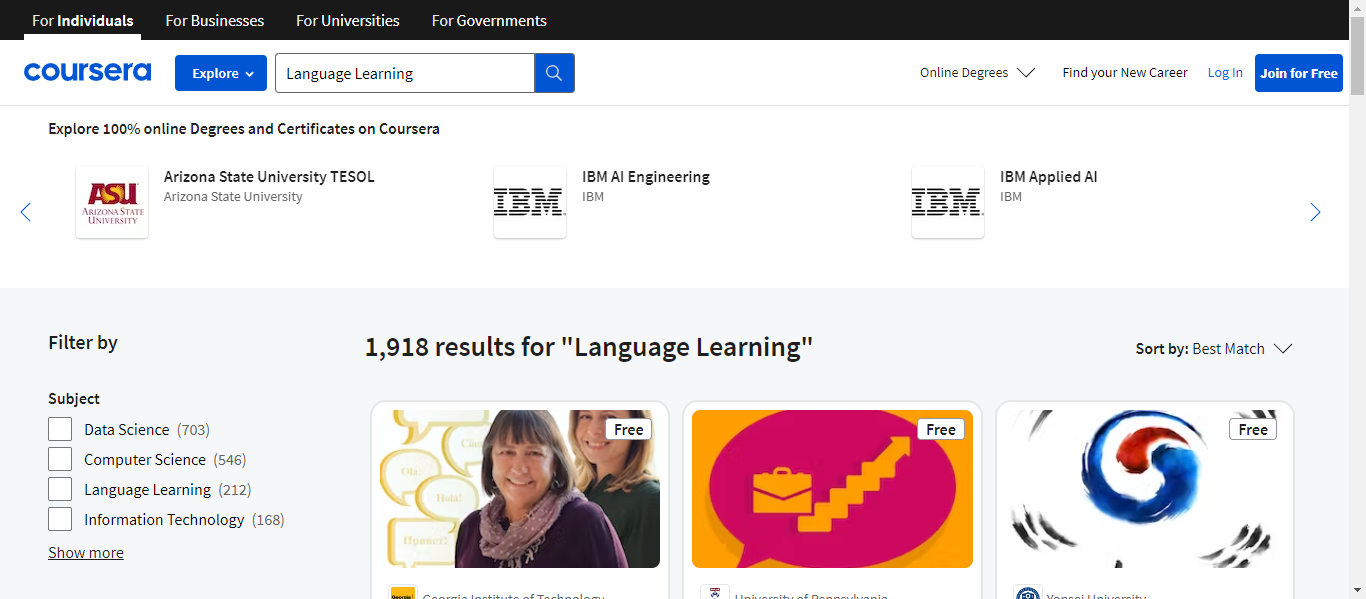 For Individuals For Businesses For Universities For Governments
coursera Explore Language Learning Online Degrees Find your New Career Log In Join for Free
Explore 100% online Degrees and Certificates on Coursera
ASU
ARIZONA STATE
UNIVERSITY
Arizona State University TESOL
Arizona State University
IBM
IBM AI Engineering
IBM
IBM
IBM Applied AI
IBM
Filter by
1,918 results for "Language Learning"
Sort by: Best Match
Subject
Data Science (703)
Computer Science (546)
Language Learning (212)
Information Technology (168)
Show more
Free
Olá!
Hola!
Привет!
Free
Free
Georgia Institute of Technology
University of Pennsylvania
Yonsei University